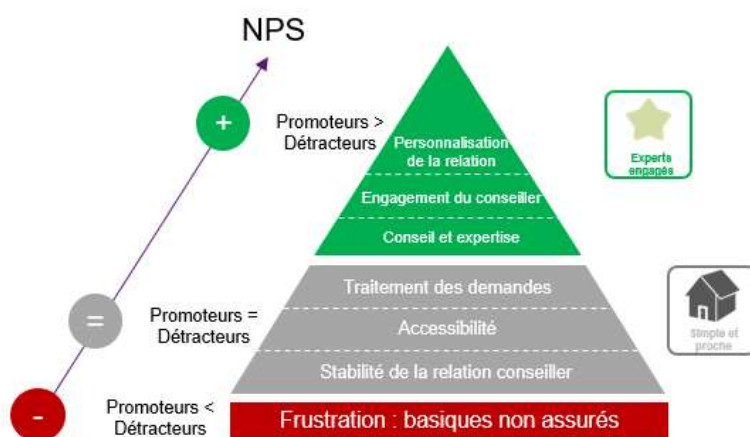 NPS
+
Promoteurs >
Détracteurs
Personnalisation
de la relation
Experts
engagés
Engagement du conseiller
Conseil et expertise
Traitement des demandes
=
Promoteurs =
Détracteurs
Accessibilité
Simple et
proche
Stabilité de la relation conseiller
-
Promoteurs <
Détracteurs
Frustration : basiques non assurés